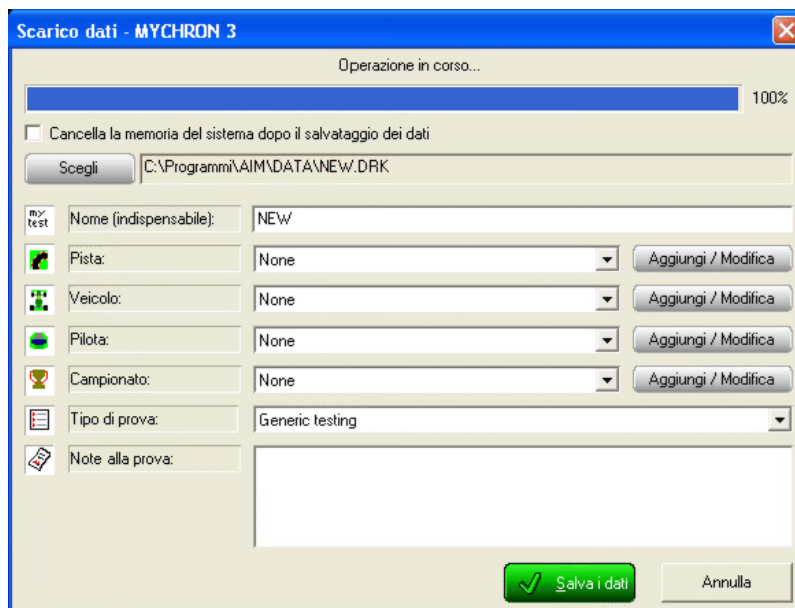 Scarico dati - MYCHRON 3
Operazione in corso...
100%
Cancella la memoria del sistema dopo il salvataggio dei dati
Scegli C:\Programmi\AIM\DATA\NEW.DRK
my test Nome (indispensabile): NEW
Pista: None Aggiungi / Modifica
Veicolo: None Aggiungi / Modifica
Pilota: None Aggiungi / Modifica
Campionato: None Aggiungi / Modifica
Tipo di prova: Generic testing
Note alla prova:
Salva i dati Annulla